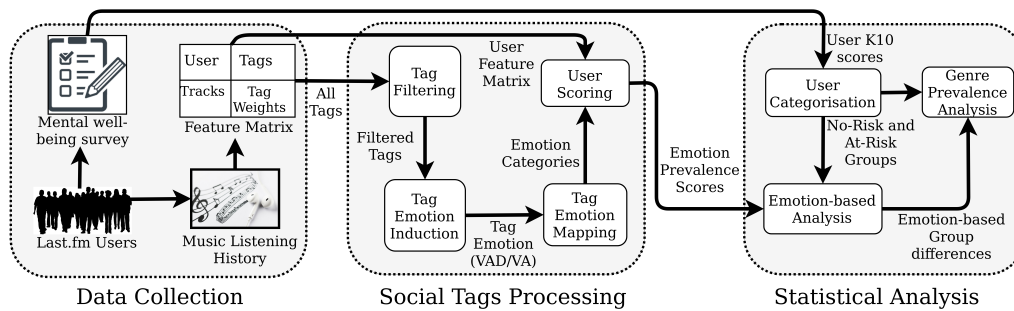 Mental well-
being survey
Last.fm Users
User
Tags
Tracks
Tag
Weights
Feature Matrix
Music Listening
History
Data Collection
All
Tags
Tag
Filtering
Filtered
Tags
Tag
Emotion
Induction
Tag
Emotion
(VAD/VA)
Tag
Emotion
Mapping
Emotion
Categories
User
Feature
Matrix
User
Scoring
Social Tags Processing
Emotion
Prevalence
Scores
User K10
scores
User
Categorisation
Genre
Prevalence
Analysis
No-Risk and
At-Risk
Groups
Emotion-based
Analysis
Emotion-based
Group
differences
Statistical Analysis